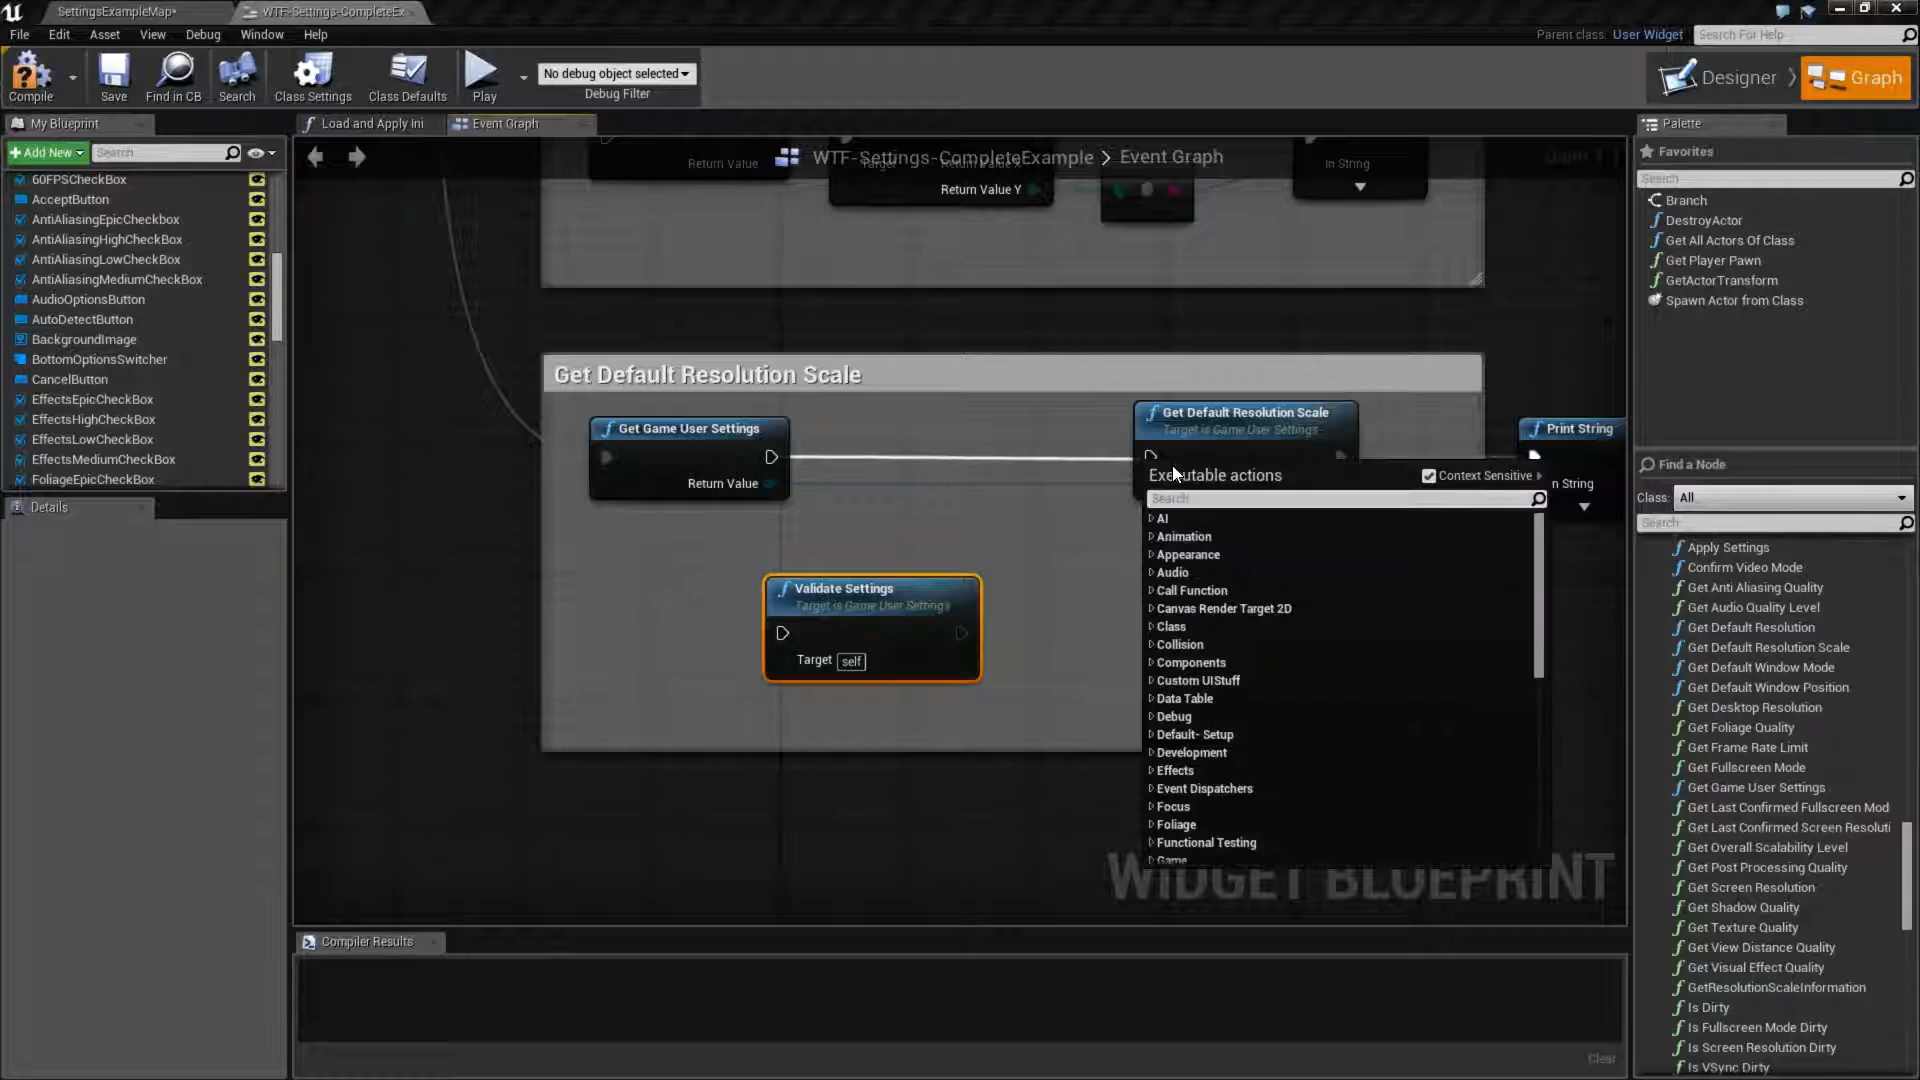 SettingsExampleMap*
WTF-Settings-CompleteEx
File Edit Asset View Debug Window Help
Parent class: User Widget
Search For Help
Compile
Save
Find in CB
Search
Class Settings
Class Defaults
Play
No debug object selected
Debug Filter
Designer
Graph
My Blueprint
Load and Apply Ini
Event Graph
Palette
Add New
Search
WTF-Settings-CompleteExample > Event Graph
Favorites
Search
60FPSCheckBox
AcceptButton
AntiAliasingEpicCheckbox
AntiAliasingHighCheckBox
AntiAliasingLowCheckBox
AntiAliasingMediumCheckBox
AudioOptionsButton
AutoDetectButton
BackgroundImage
BottomOptionsSwitcher
CancelButton
EffectsEpicCheckBox
EffectsHighCheckBox
EffectsLowCheckBox
EffectsMediumCheckBox
FoliageEpicCheckBox
Details
Return Value
Target
Return Value X
Return Value Y
In String
Get Default Resolution Scale
Get Game User Settings
Return Value
Get Default Resolution Scale
Target is Game User Settings
Print String
n String
Validate Settings
Target is Game User Settings
Target self
Executable actions
Context Sensitive
Search
AI
Animation
Appearance
Audio
Call Function
Canvas Render Target 2D
Class
Collision
Components
Custom UIStuff
Data Table
Debug
Default- Setup
Development
Effects
Event Dispatchers
Focus
Foliage
Functional Testing
Game
WIDGET BLUEPRINT
Compiler Results
Clear
Branch
DestroyActor
Get All Actors Of Class
Get Player Pawn
GetActorTransform
Spawn Actor from Class
Find a Node
Class: All
Search
Apply Settings
Confirm Video Mode
Get Anti Aliasing Quality
Get Audio Quality Level
Get Default Resolution
Get Default Resolution Scale
Get Default Window Mode
Get Default Window Position
Get Desktop Resolution
Get Foliage Quality
Get Frame Rate Limit
Get Fullscreen Mode
Get Game User Settings
Get Last Confirmed Fullscreen Mod
Get Last Confirmed Screen Resoluti
Get Overall Scalability Level
Get Post Processing Quality
Get Screen Resolution
Get Shadow Quality
Get Texture Quality
Get View Distance Quality
Get Visual Effect Quality
GetResolutionScaleInformation
Is Dirty
Is Fullscreen Mode Dirty
Is Screen Resolution Dirty
Is VSync Dirty